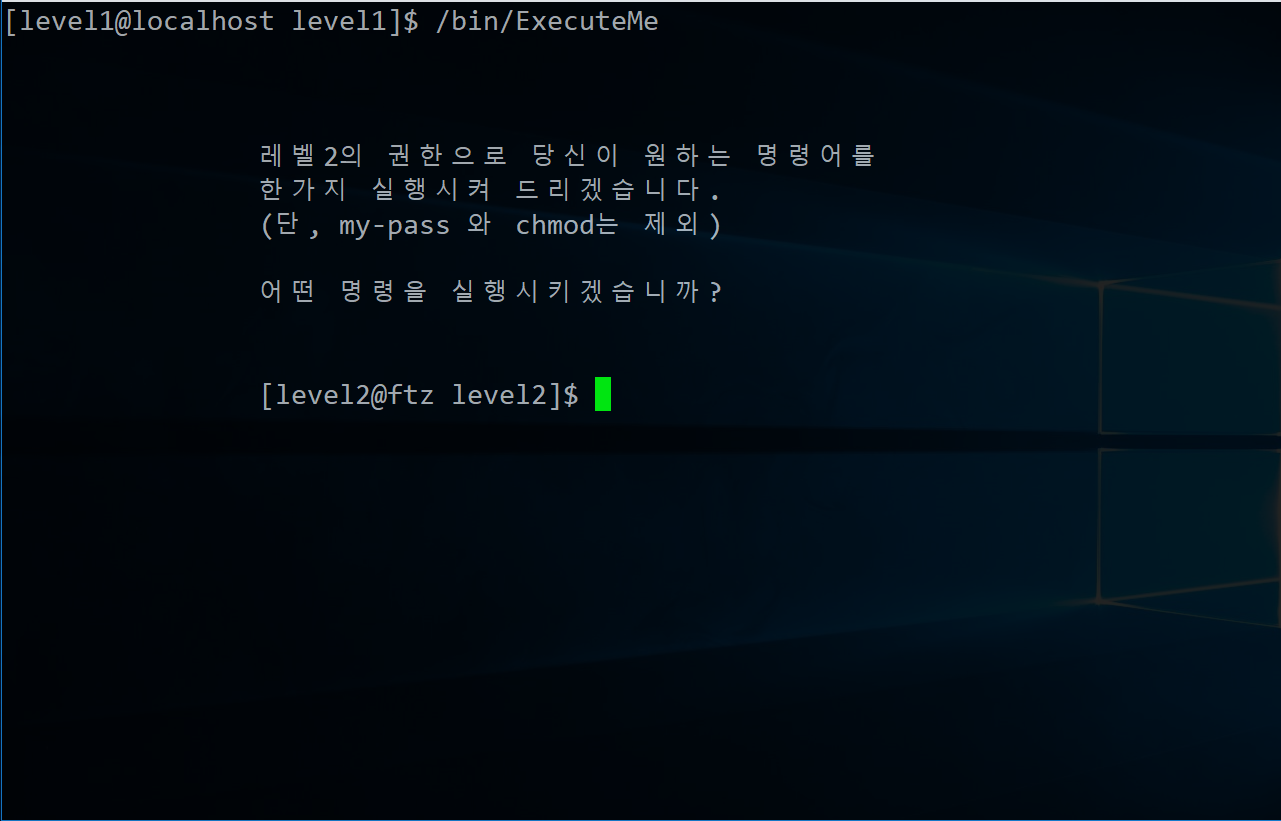 [level1@localhost level1]$ /bin/ExecuteMe
레벨2의 권한으로 당신이 원하는 명령어를
한가지 실행시켜 드리겠습니다.
(단, my-pass 와 chmod는 제외)
어떤 명령을 실행시키겠습니까?
[level2@ftz level2]$